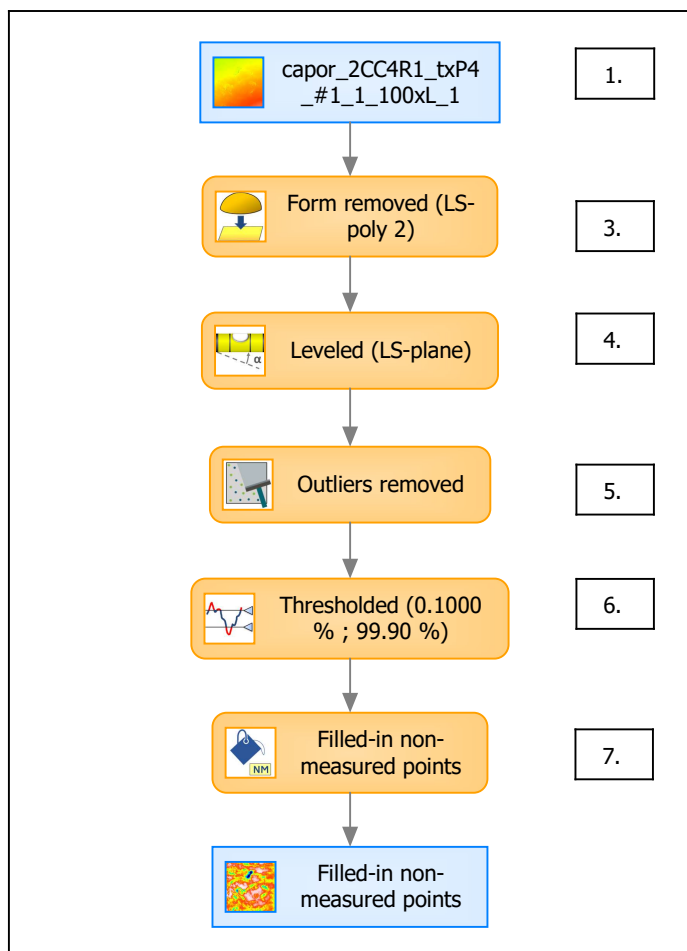 capor_2CC4R1_txP4
_#1_1_100xL_1
1.
Form removed (LS-
poly 2)
3.
α
Leveled (LS-plane)
4.
Outliers removed
5.
Thresholded (0.1000
% ; 99.90 %)
6.
NM
Filled-in non-
measured points
7.
Filled-in non-
measured points